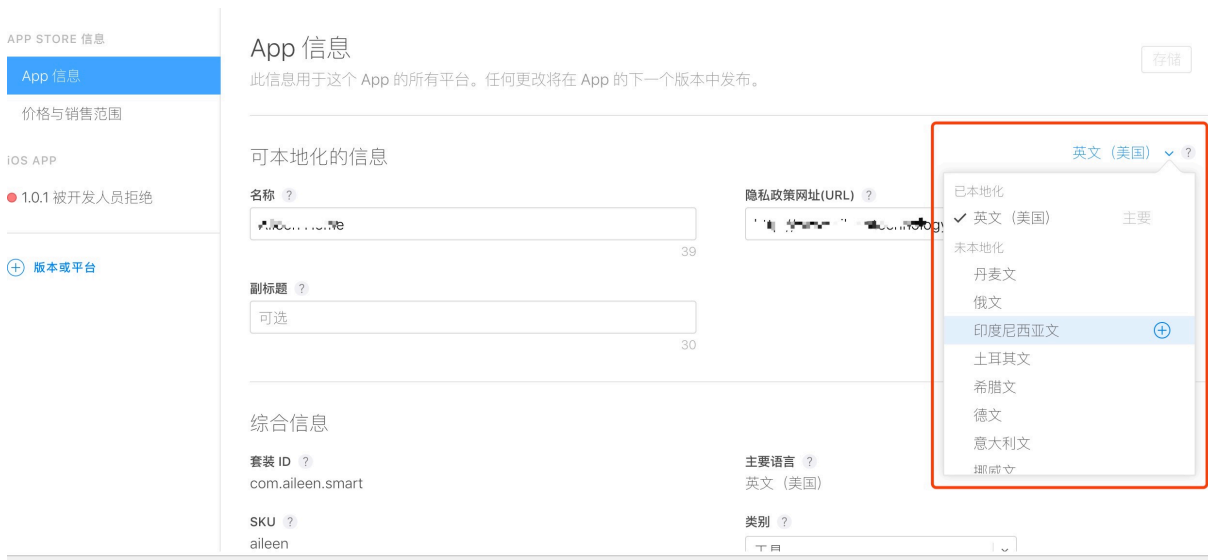 APP STORE 信息
App 信息
价格与销售范围
iOS APP
1.0.1 被开发人员拒绝
版本或平台
App 信息
存储
此信息用于这个 App 的所有平台。任何更改将在 App 的下一个版本中发布。
可本地化的信息
英文（美国） ?
名称 ?
39
副标题 ?
可选
30
隐私政策网址(URL) ?
已本地化
英文（美国） 主要
未本地化
丹麦文
俄文
印度尼西亚文
土耳其文
希腊文
德文
意大利文
挪威文
综合信息
套装 ID ?
com.aileen.smart
主要语言 ?
英文（美国）
SKU ?
aileen
类别 ?
工具